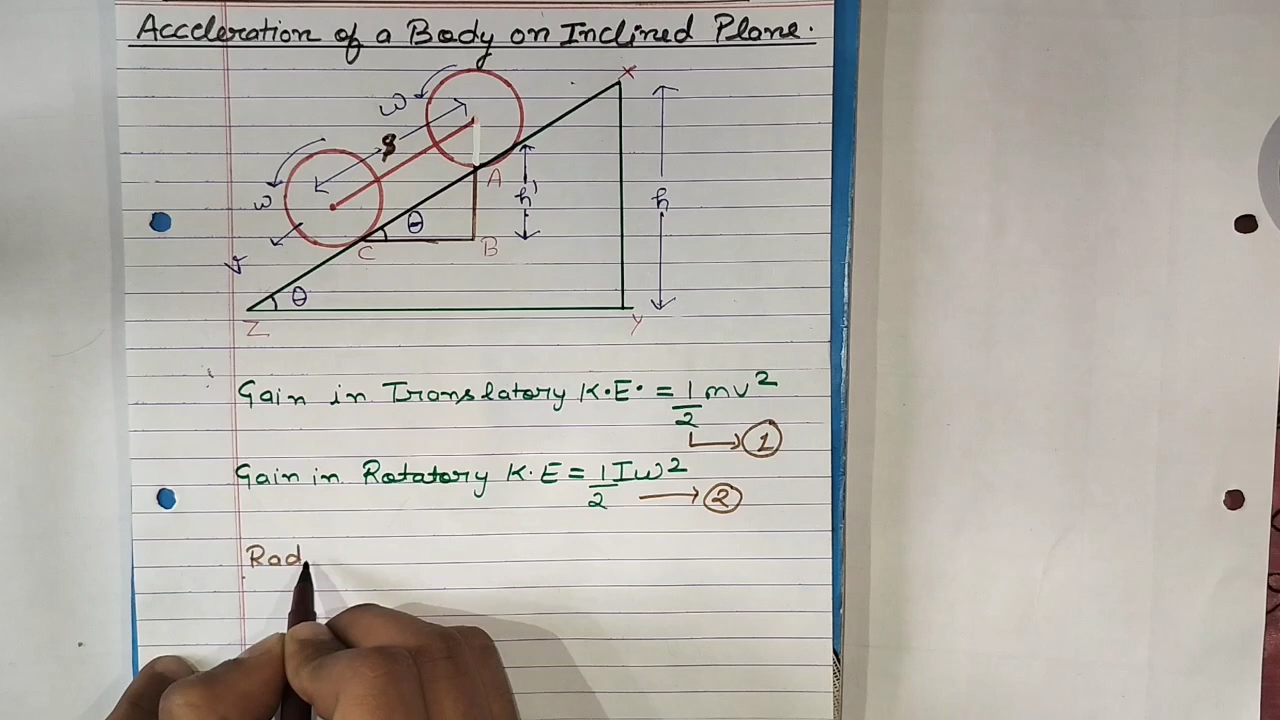 Acceleration of a Body on Inclined Plane.
X
ω
S
A
h'
h
ω
θ
C
B
v
θ
Z
Y
Gain in Translatory K.E. = 1/2 mv²
→ 1
Gain in Rotatory K.E = 1/2 Iω² → 2
Rad